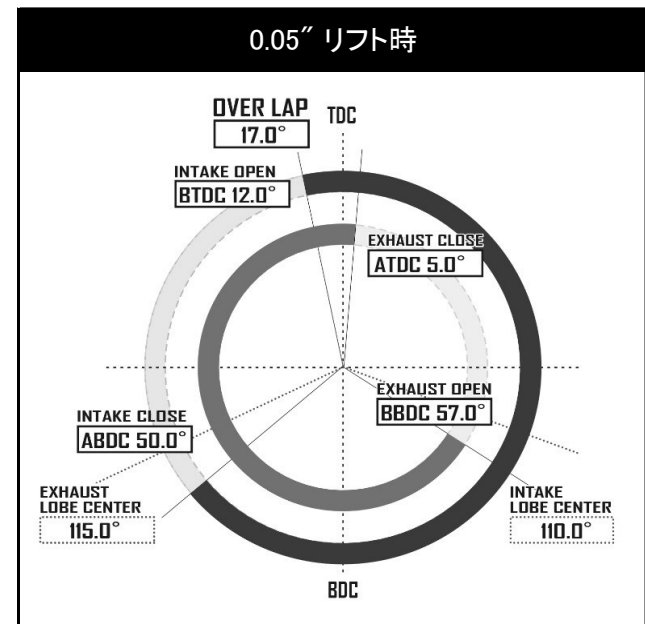 0.05″ リフト時
OVER LAP
17.0°
TDC
INTAKE OPEN
BTDC 12.0°
EXHAUST CLOSE
ATDC 5.0°
EXHAUST OPEN
BBDC 57.0°
INTAKE CLOSE
ABDC 50.0°
EXHAUST
LOBE CENTER
115.0°
INTAKE
LOBE CENTER
110.0°
BDC